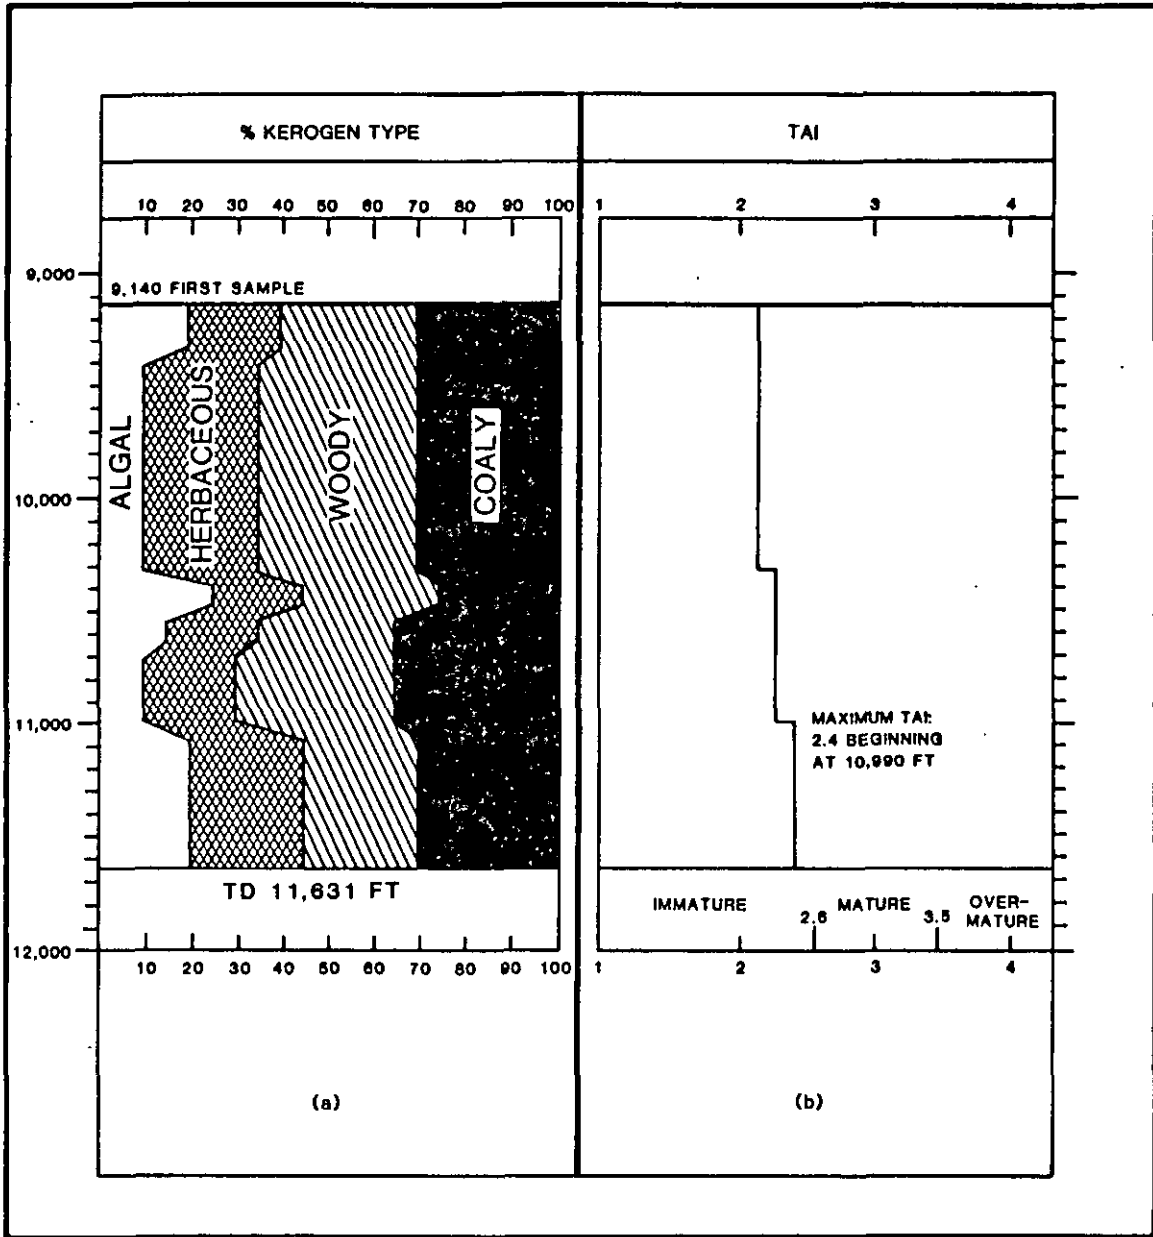 % KEROGEN TYPE
TAI
10 20 30 40 50 60 70 80 90 100
1 2 3 4
9,000
9,140 FIRST SAMPLE
ALGAL
HERBACEOUS
WOODY
COALY
10,000
11,000
MAXIMUM TAI:
2.4 BEGINNING
AT 10,990 FT
TD 11,631 FT
IMMATURE 2.6 MATURE 3.5 OVER-
MATURE
12,000
10 20 30 40 50 60 70 80 90 100
1 2 3 4
(a)
(b)